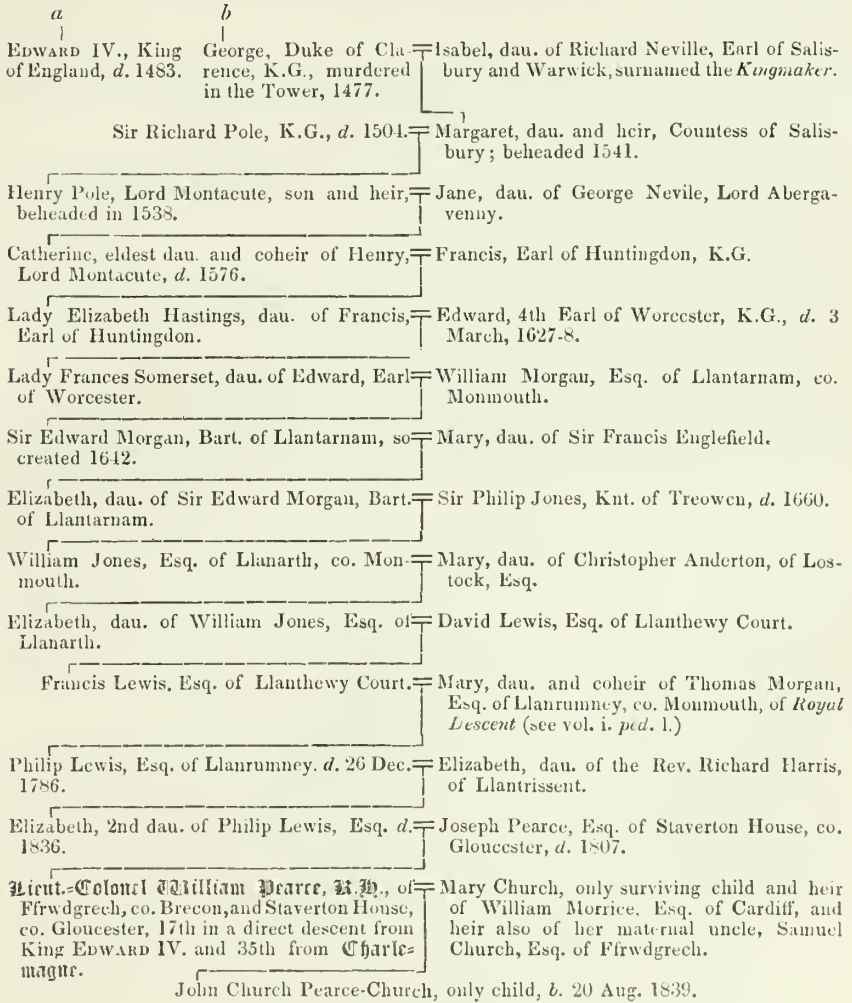 a b
EDWARD IV., King George, Duke of Cla-=Isabel, dau. of Richard Neville, Earl of Salis-
of England, d. 1483. rence, K.G., murdered bury and Warwick, surnamed the Kingmaker.
in the Tower, 1477.
Sir Richard Pole, K.G., d. 1504.=Margaret, dau. and heir, Countess of Salis-
bury; beheaded 1541.
Henry Pole, Lord Montacute, son and heir,=Jane, dau. of George Nevile, Lord Aberga-
beheaded in 1538. venny.
Catherine, eldest dau. and coheir of Henry,=Francis, Earl of Huntingdon, K.G.
Lord Montacute, d. 1576.
Lady Elizabeth Hastings, dau. of Francis,=Edward, 4th Earl of Worcester, K.G., d. 3
Earl of Huntingdon. March, 1627-8.
Lady Frances Somerset, dau. of Edward, Earl=William Morgan, Esq. of Llantarnam, co.
of Worcester. Monmouth.
Sir Edward Morgan, Bart. of Llantarnam, so=Mary, dau. of Sir Francis Englefield.
created 1642.
Elizabeth, dau. of Sir Edward Morgan, Bart.=Sir Philip Jones, Knt. of Treowen, d. 1660.
of Llantarnam.
William Jones, Esq. of Llanarth, co. Mon-=Mary, dau. of Christopher Anderton, of Los-
mouth. tock, Esq.
Elizabeth, dau. of William Jones, Esq. of=David Lewis, Esq. of Llanthewy Court.
Llanarth.
Francis Lewis, Esq. of Llanthewy Court.=Mary, dau. and coheir of Thomas Morgan,
Esq. of Llanrumney, co. Monmouth, of Royal
Descent (see vol. i. ped. l.)
Philip Lewis, Esq. of Llanrumney. d. 26 Dec.=Elizabeth, dau. of the Rev. Richard Harris,
1786. of Llantrissent.
Elizabeth, 2nd dau. of Philip Lewis, Esq. d.=Joseph Pearce, Esq. of Staverton House, co.
1836. Gloucester, d. 1807.
Lieut.=Colonel William Pearce, K.H., of=Mary Church, only surviving child and heir
Ffrwdgrech, co. Brecon, and Staverton House, of William Morrice, Esq. of Cardiff, and
co. Gloucester, 17th in a direct descent from heir also of her maternal uncle, Samuel
King EDWARD IV. and 35th from Charle= Church, Esq. of Ffrwdgrech.
magne.
John Church Pearce-Church, only child, b. 20 Aug. 1839.